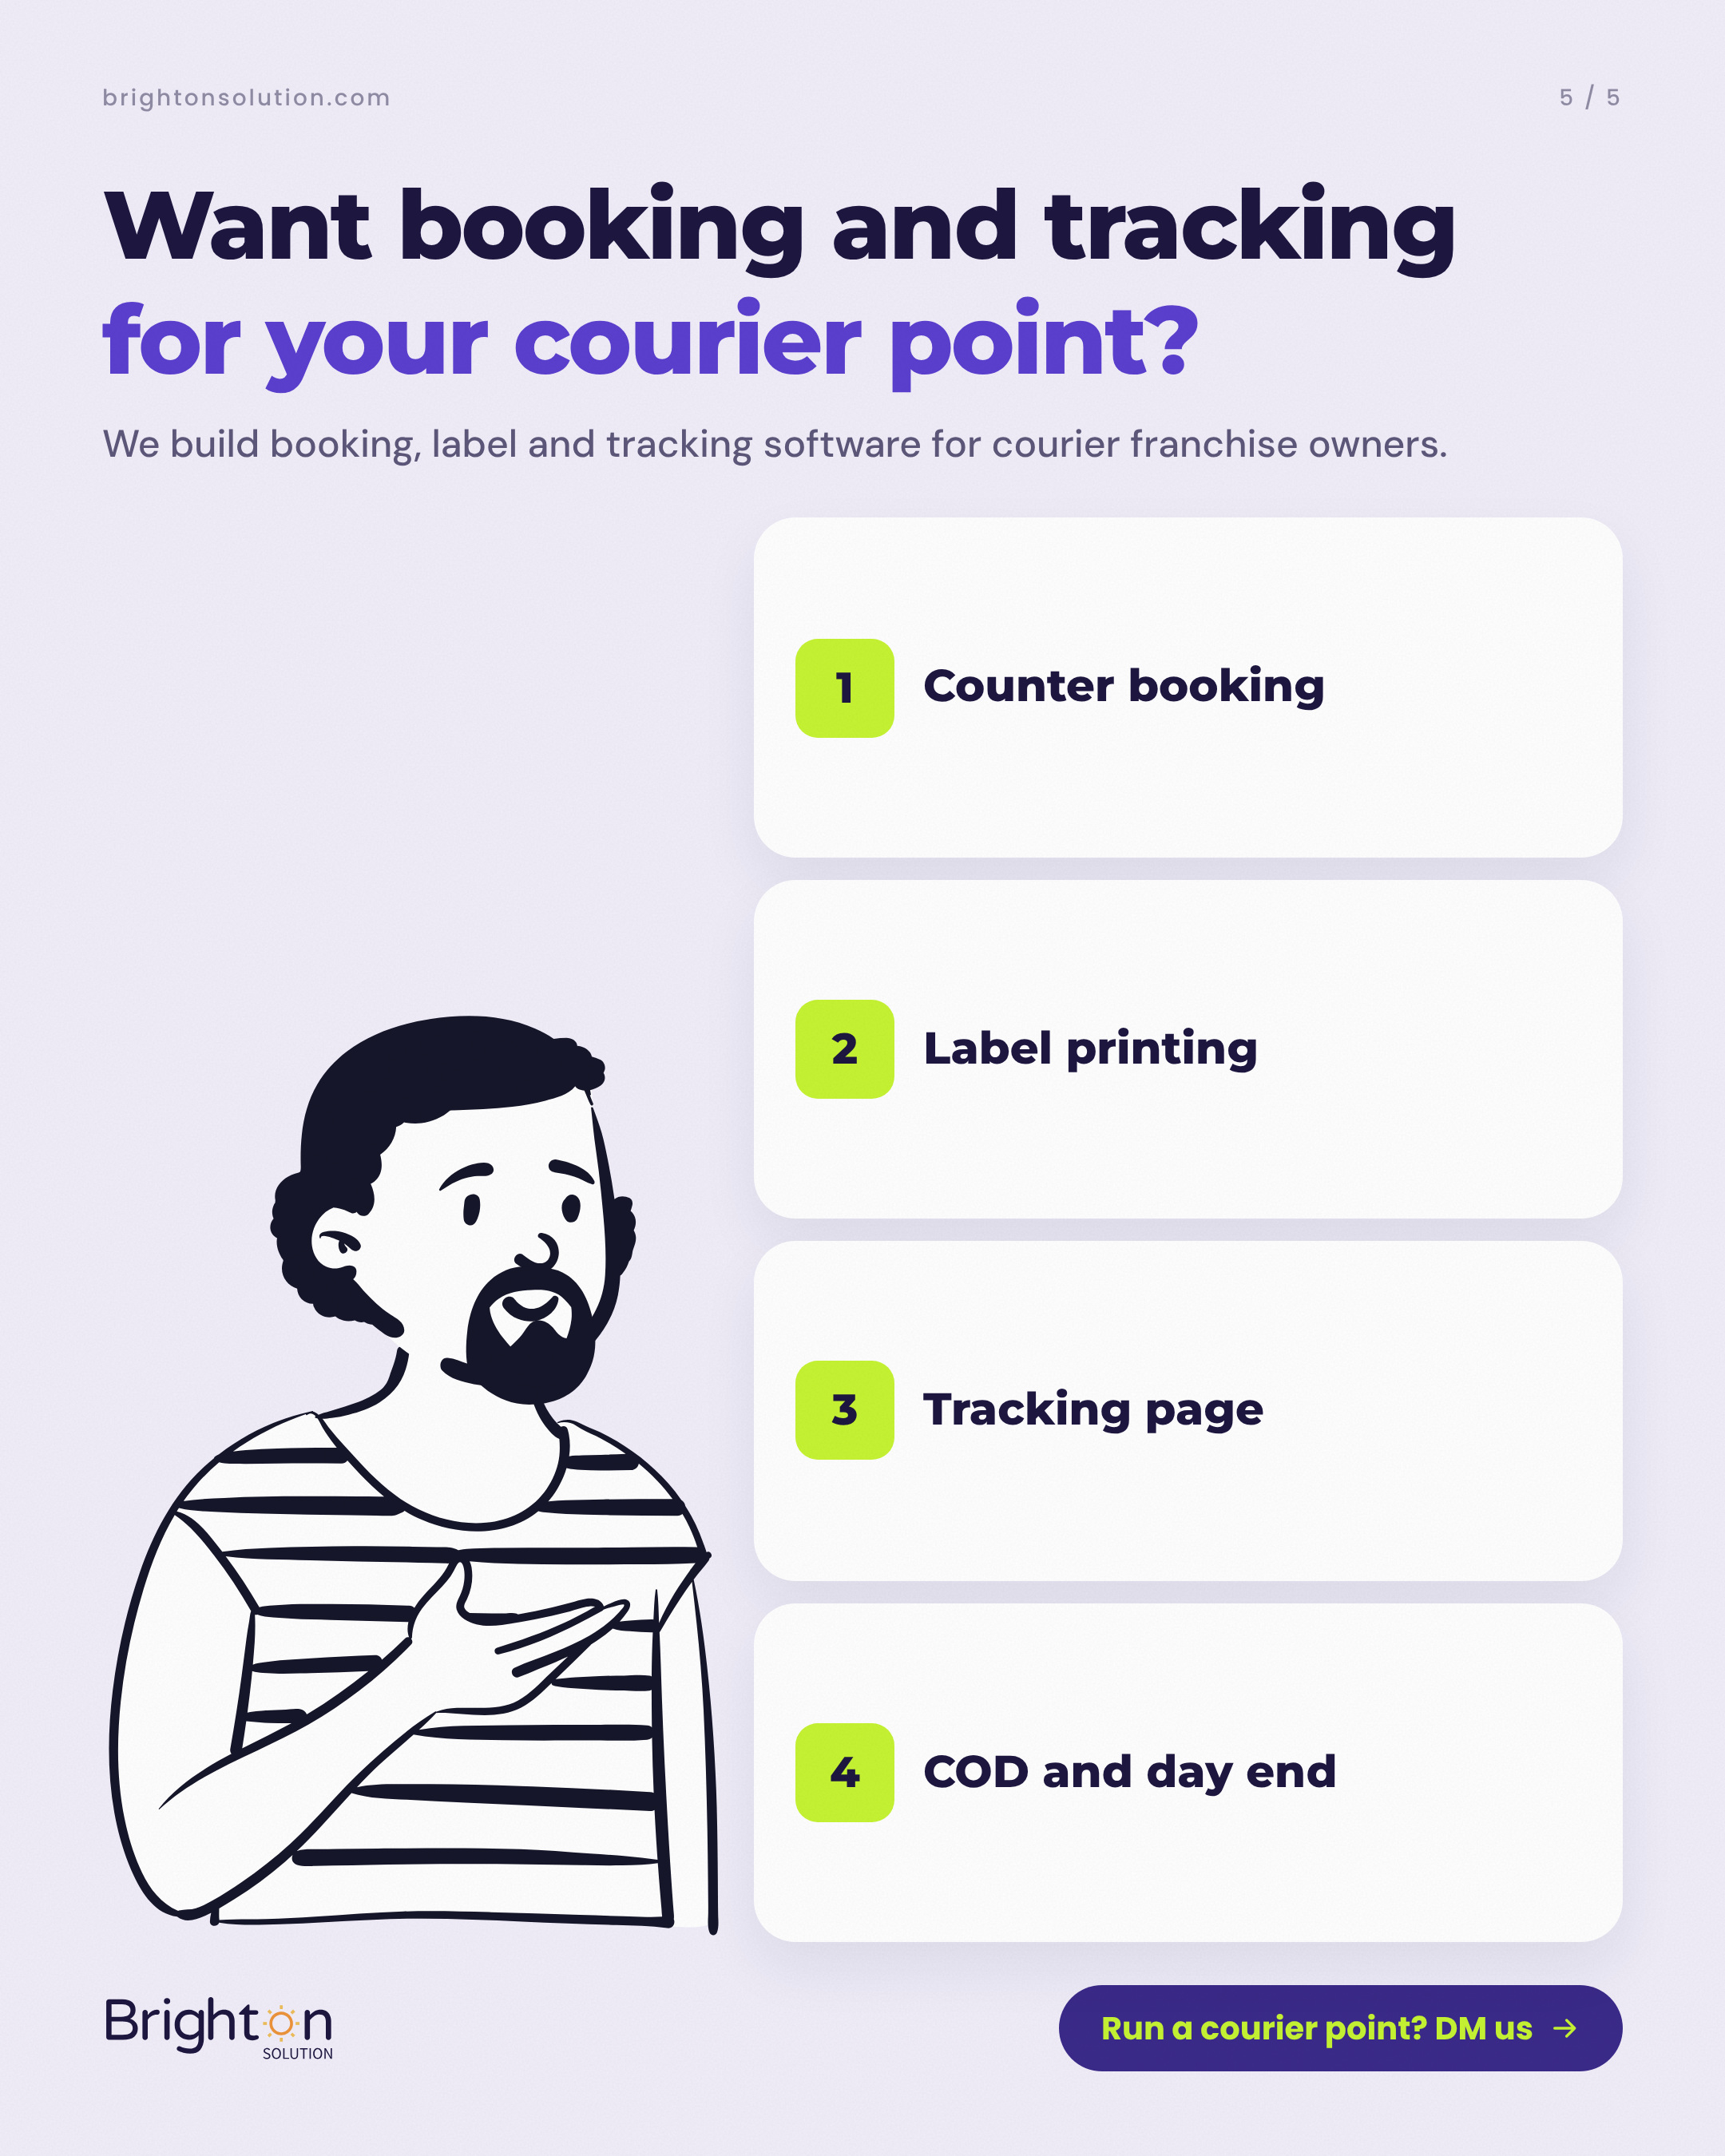 brightonsolution.com
5 / 5
Want booking and tracking
for your courier point?
We build booking, label and tracking software for courier franchise owners.
1 Counter booking
2 Label printing
3 Tracking page
4 COD and day end
Brighton
SOLUTION
Run a courier point? DM us →